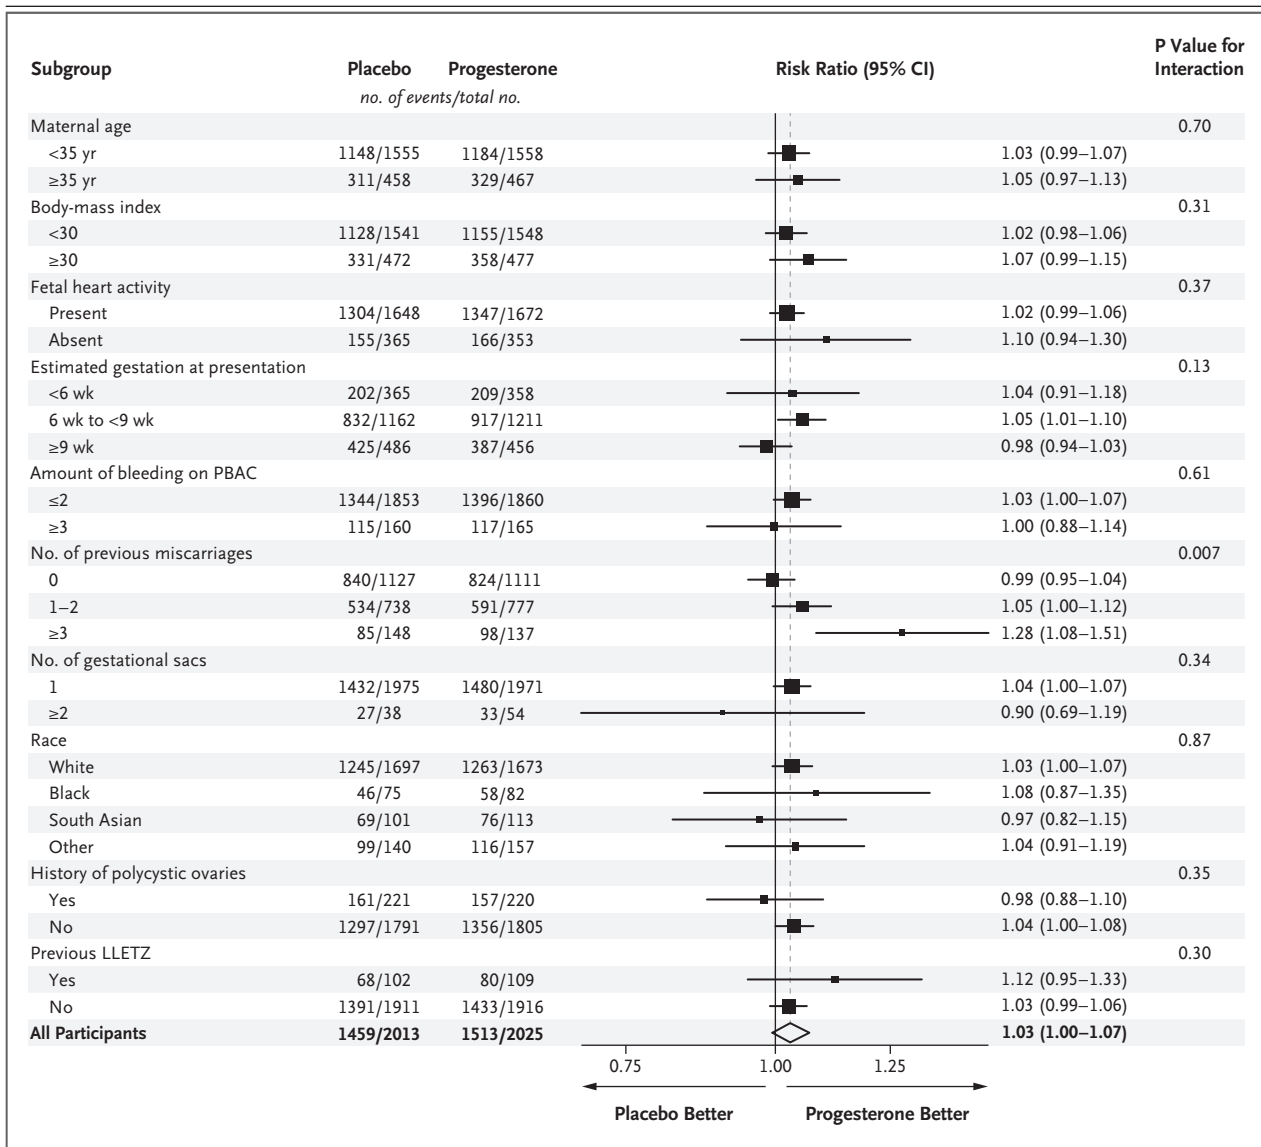 Subgroup Placebo Progesterone Risk Ratio (95% CI) P Value for Interaction
no. of events/total no.
Maternal age 0.70
<35 yr 1148/1555 1184/1558 1.03 (0.99–1.07)
≥35 yr 311/458 329/467 1.05 (0.97–1.13)
Body-mass index 0.31
<30 1128/1541 1155/1548 1.02 (0.98–1.06)
≥30 331/472 358/477 1.07 (0.99–1.15)
Fetal heart activity 0.37
Present 1304/1648 1347/1672 1.02 (0.99–1.06)
Absent 155/365 166/353 1.10 (0.94–1.30)
Estimated gestation at presentation 0.13
<6 wk 202/365 209/358 1.04 (0.91–1.18)
6 wk to <9 wk 832/1162 917/1211 1.05 (1.01–1.10)
≥9 wk 425/486 387/456 0.98 (0.94–1.03)
Amount of bleeding on PBAC 0.61
≤2 1344/1853 1396/1860 1.03 (1.00–1.07)
≥3 115/160 117/165 1.00 (0.88–1.14)
No. of previous miscarriages 0.007
0 840/1127 824/1111 0.99 (0.95–1.04)
1–2 534/738 591/777 1.05 (1.00–1.12)
≥3 85/148 98/137 1.28 (1.08–1.51)
No. of gestational sacs 0.34
1 1432/1975 1480/1971 1.04 (1.00–1.07)
≥2 27/38 33/54 0.90 (0.69–1.19)
Race 0.87
White 1245/1697 1263/1673 1.03 (1.00–1.07)
Black 46/75 58/82 1.08 (0.87–1.35)
South Asian 69/101 76/113 0.97 (0.82–1.15)
Other 99/140 116/157 1.04 (0.91–1.19)
History of polycystic ovaries 0.35
Yes 161/221 157/220 0.98 (0.88–1.10)
No 1297/1791 1356/1805 1.04 (1.00–1.08)
Previous LLETZ 0.30
Yes 68/102 80/109 1.12 (0.95–1.33)
No 1391/1911 1433/1916 1.03 (0.99–1.06)
All Participants 1459/2013 1513/2025 1.03 (1.00–1.07)
0.75 1.00 1.25
Placebo Better Progesterone Better